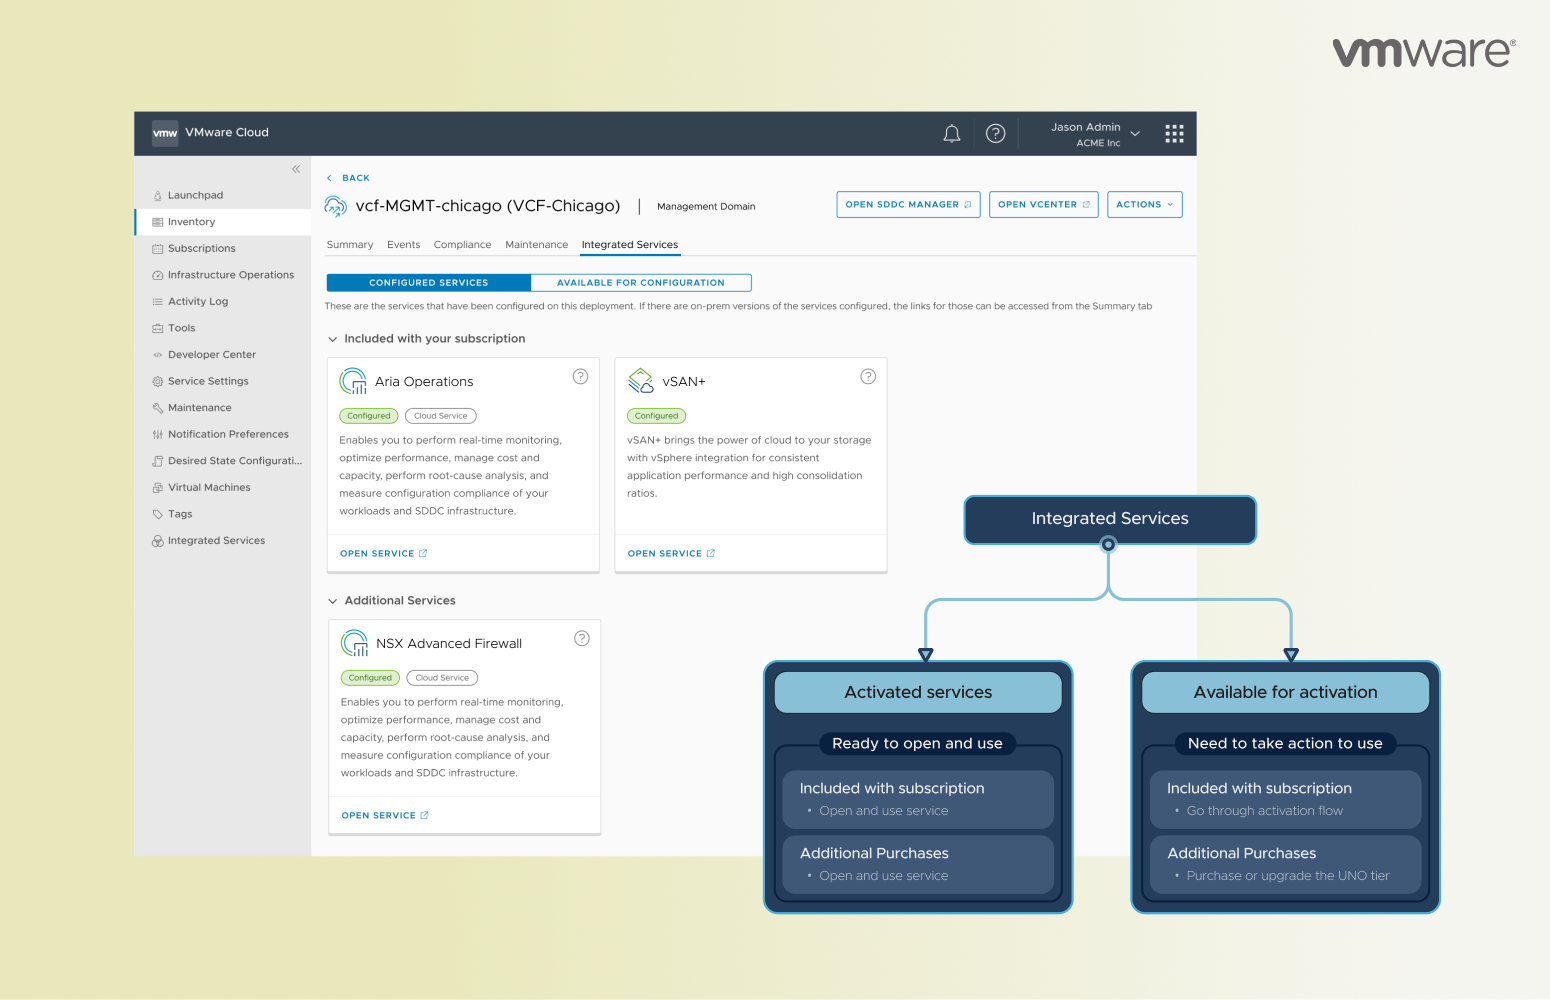 vmware®
vmw VMware Cloud
Jason Admin
ACME Inc
Launchpad
Inventory
Subscriptions
Infrastructure Operations
Activity Log
Tools
Developer Center
Service Settings
Maintenance
Notification Preferences
Desired State Configurati...
Virtual Machines
Tags
Integrated Services
BACK
vcf-MGMT-chicago (VCF-Chicago) | Management Domain
OPEN SDDC MANAGER
OPEN VCENTER
ACTIONS
Summary Events Compliance Maintenance Integrated Services
CONFIGURED SERVICES AVAILABLE FOR CONFIGURATION
These are the services that have been configured on this deployment. If there are on-prem versions of the services configured, the links for those can be accessed from the Summary tab
Included with your subscription
Aria Operations
Configured Cloud Service
Enables you to perform real-time monitoring,
optimize performance, manage cost and
capacity, perform root-cause analysis, and
measure configuration compliance of your
workloads and SDDC infrastructure.
OPEN SERVICE
vSAN+
Configured
vSAN+ brings the power of cloud to your storage
with vSphere integration for consistent
application performance and high consolidation
ratios.
OPEN SERVICE
Additional Services
NSX Advanced Firewall
Configured Cloud Service
Enables you to perform real-time monitoring,
optimize performance, manage cost and
capacity, perform root-cause analysis, and
measure configuration compliance of your
workloads and SDDC infrastructure.
OPEN SERVICE
Integrated Services
Activated services
Ready to open and use
Included with subscription
• Open and use service
Additional Purchases
• Open and use service
Available for activation
Need to take action to use
Included with subscription
• Go through activation flow
Additional Purchases
• Purchase or upgrade the UNO tier